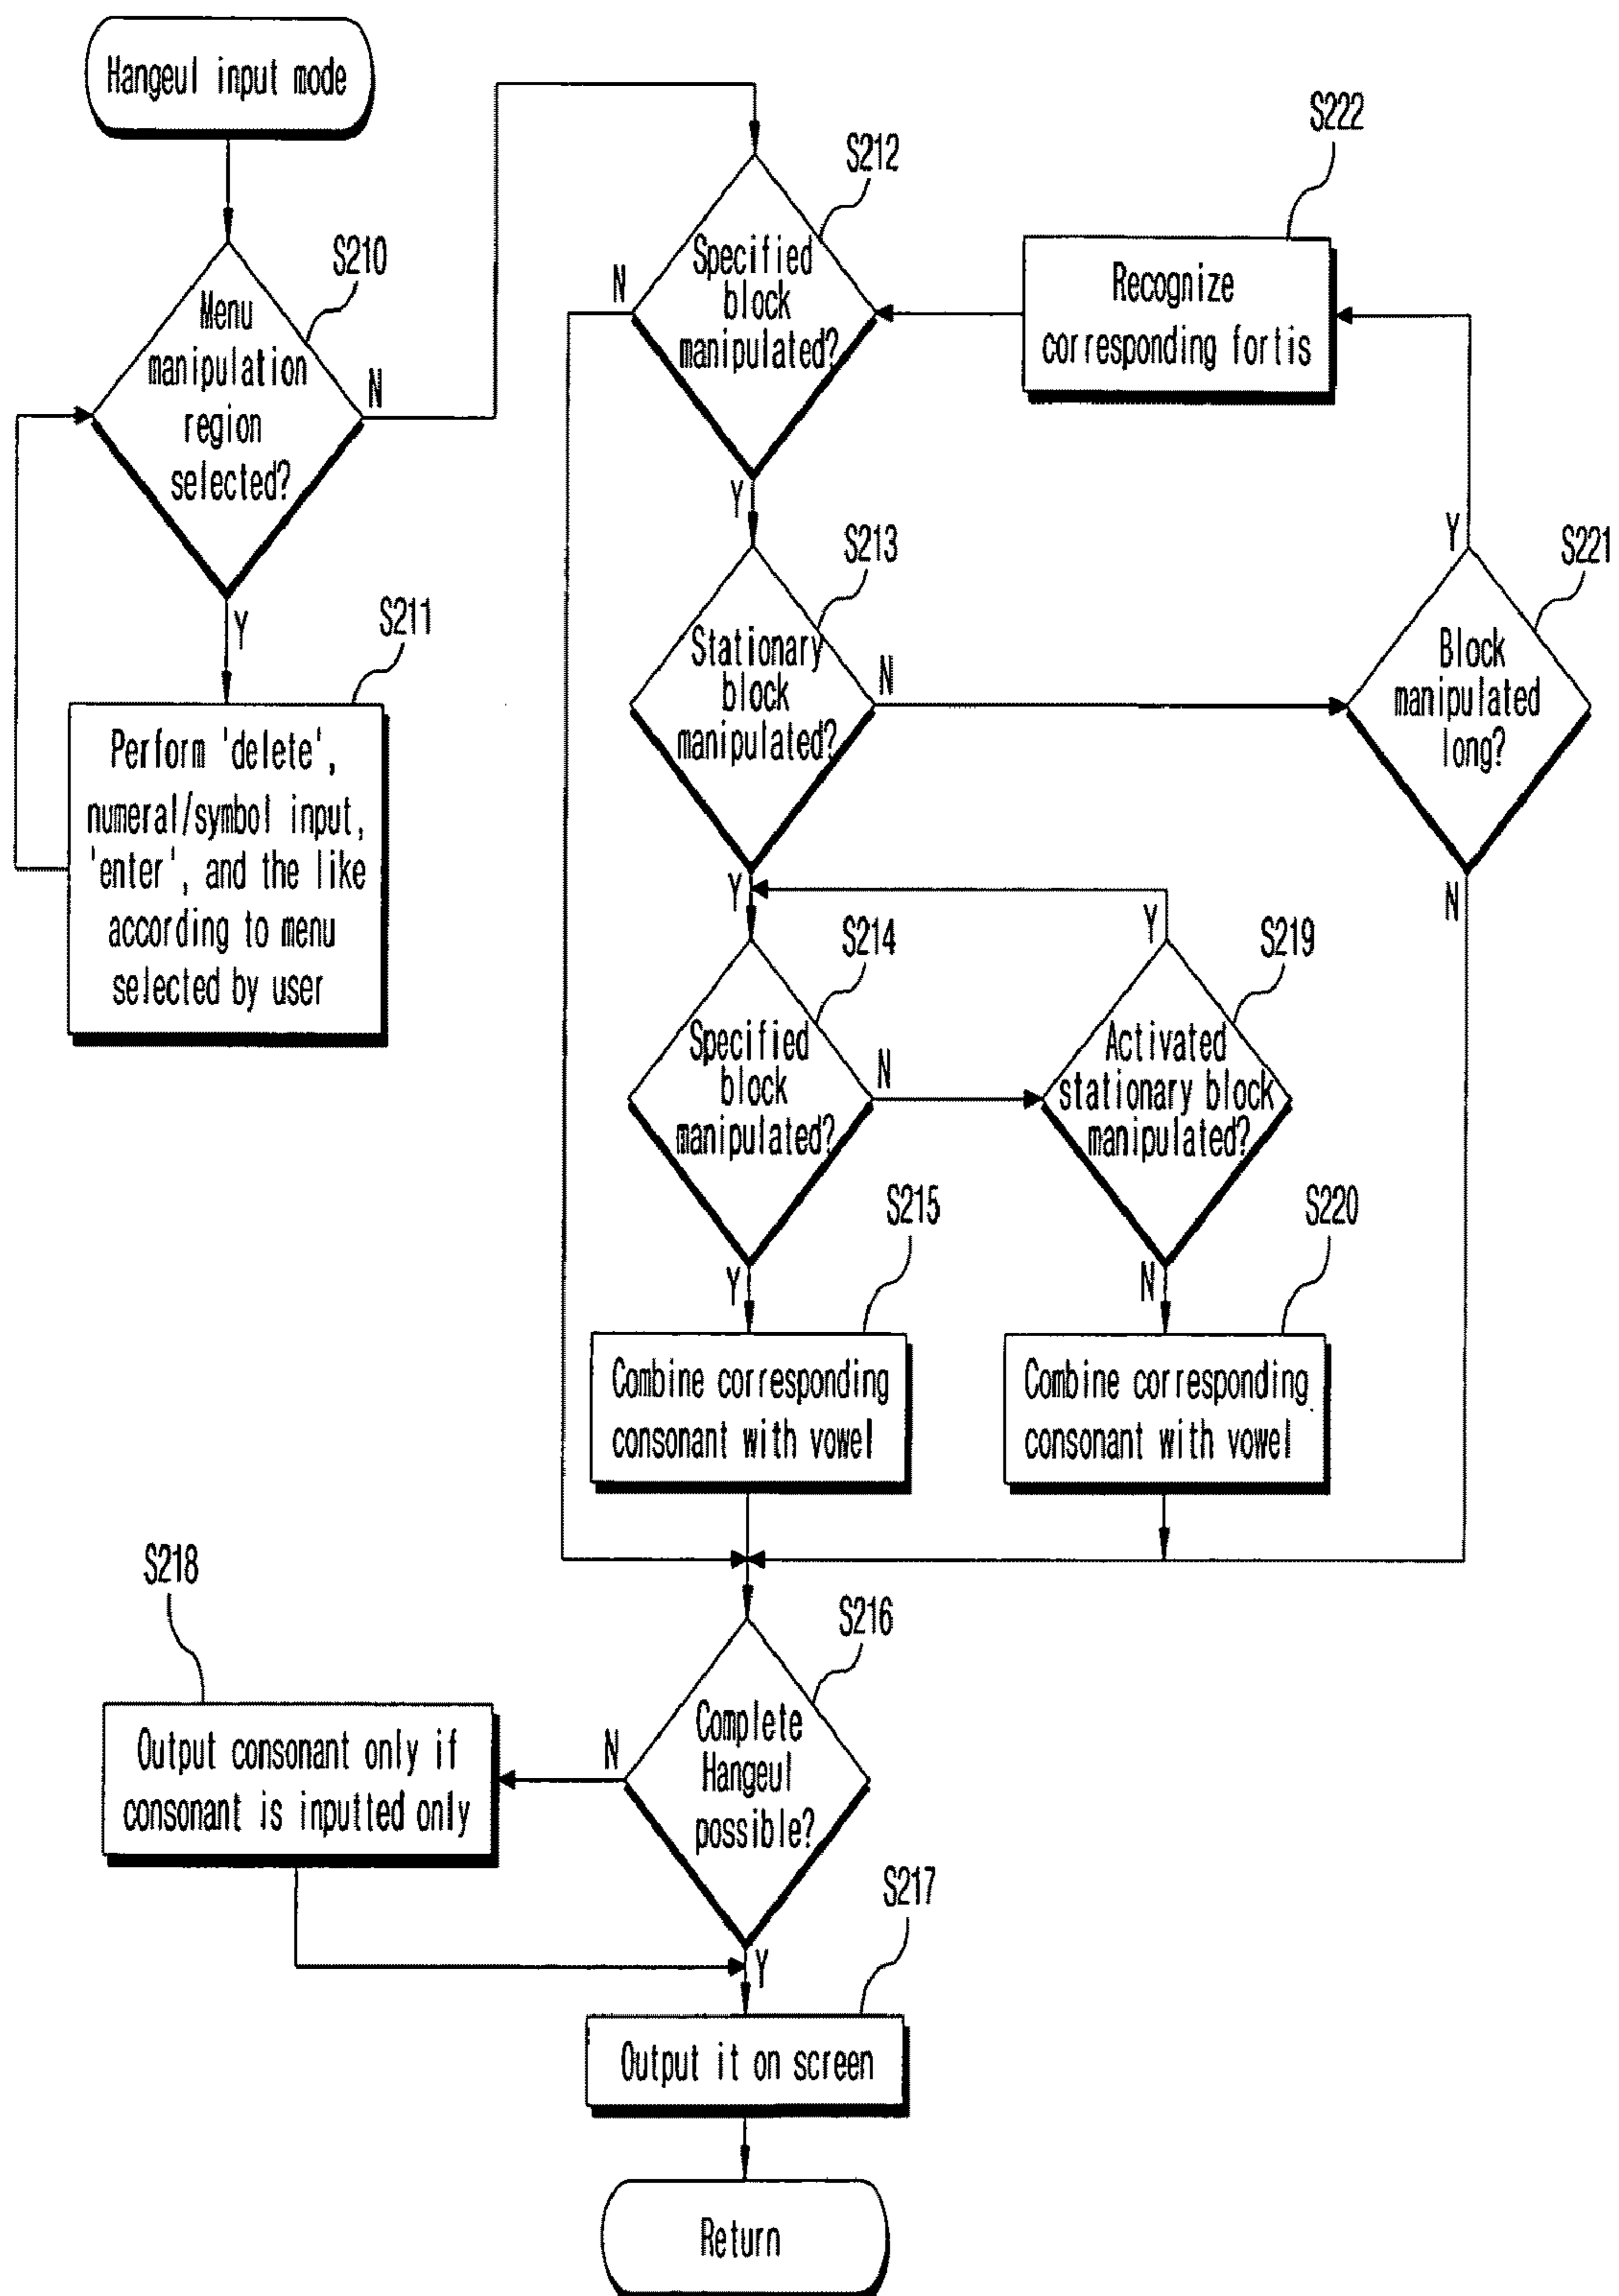 Hangeul input mode
S210
Menu
manipulation
region
selected?
N
Y
S211
Perform 'delete',
numeral/symbol input,
'enter', and the like
according to menu
selected by user
S212
Specified
block
manipulated?
N
Y
S222
Recognize
corresponding fortis
S213
Stationary
block
manipulated?
N
Y
S221
Block
manipulated
long?
Y
N
S214
Specified
block
manipulated?
N
Y
S219
Activated
stationary block
manipulated?
Y
N
S215
Combine corresponding
consonant with vowel
S220
Combine corresponding
consonant with vowel
S216
Complete
Hangeul
possible?
N
Y
S218
Output consonant only if
consonant is inputted only
S217
Output it on screen
Return